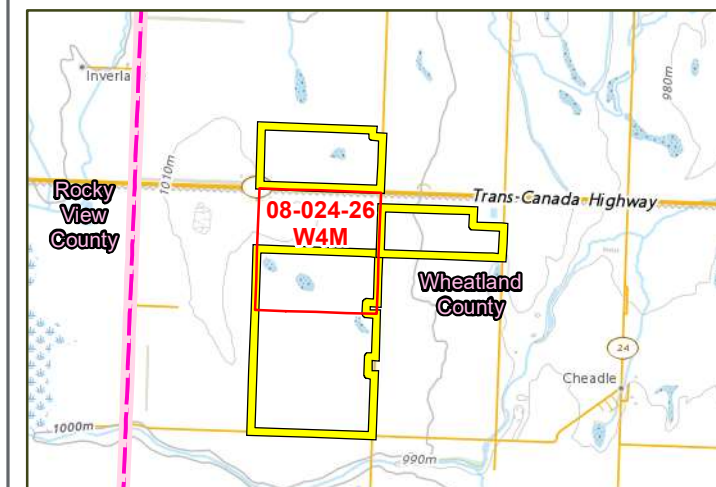 Inverla
980m
1010m
Rocky
View
County
Trans-Canada Highway
08-024-26
W4M
Wheatland
County
24
Cheadle
1000m
990m